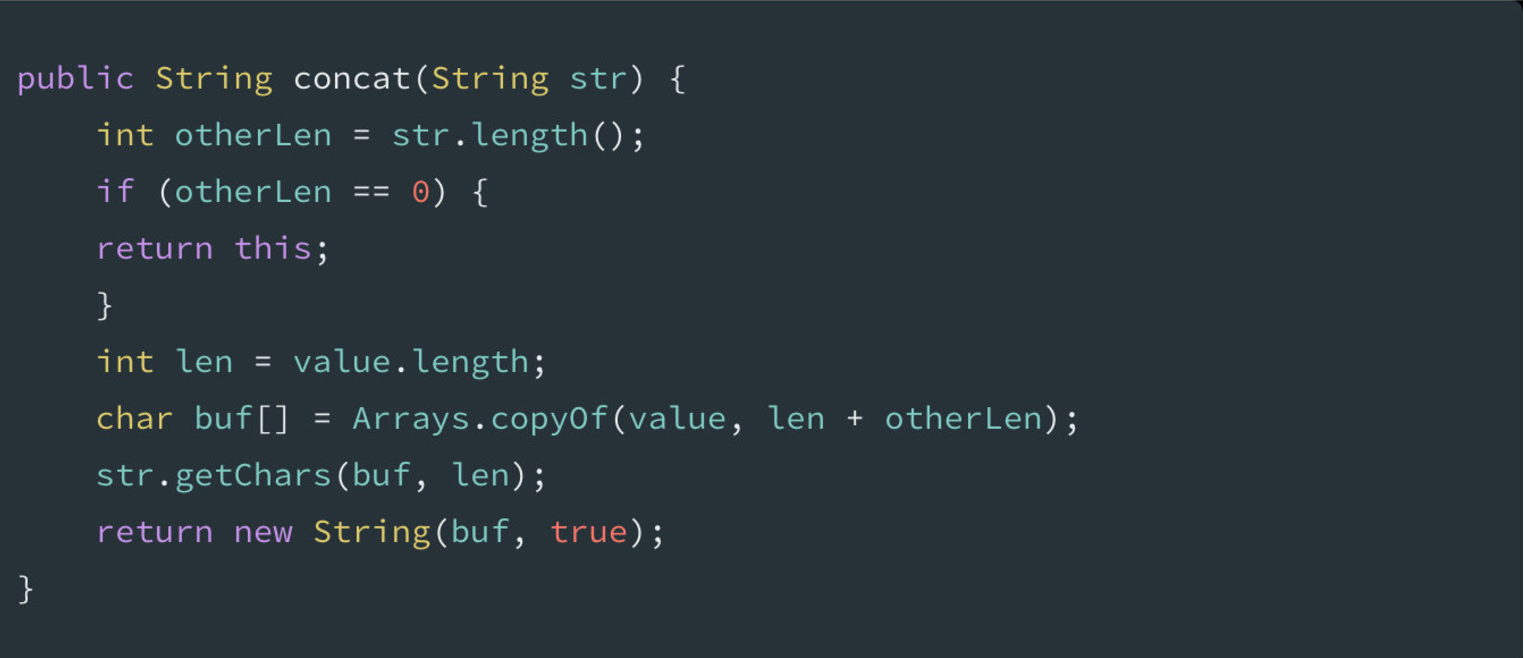 public String concat(String str) {
    int otherLen = str.length();
    if (otherLen == 0) {
    return this;
    }
    int len = value.length;
    char buf[] = Arrays.copyOf(value, len + otherLen);
    str.getChars(buf, len);
    return new String(buf, true);
}